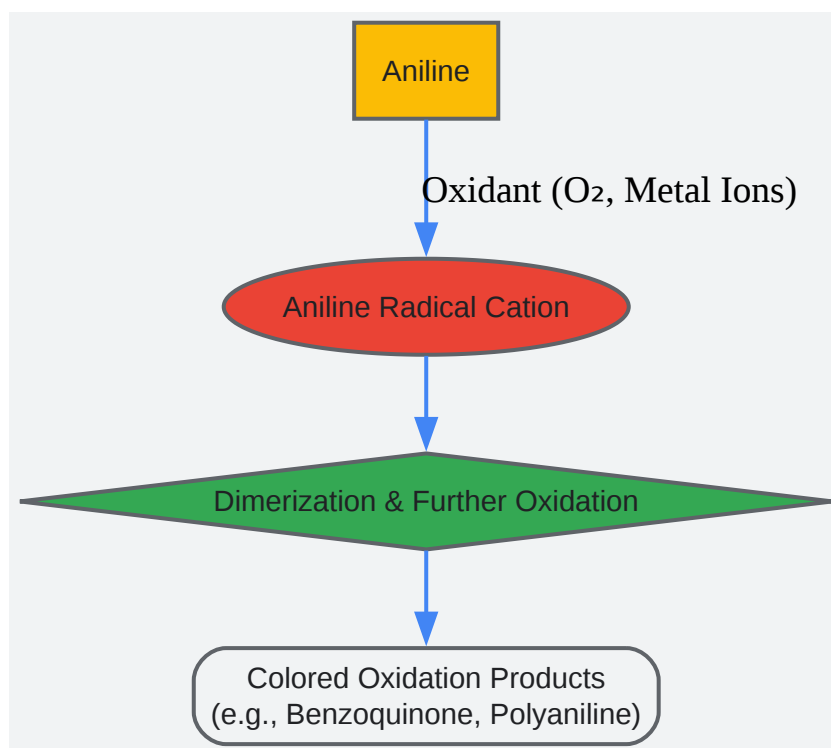 Aniline
Oxidant (O₂, Metal Ions)
Aniline Radical Cation
Dimerization & Further Oxidation
Colored Oxidation Products
(e.g., Benzoquinone, Polyaniline)